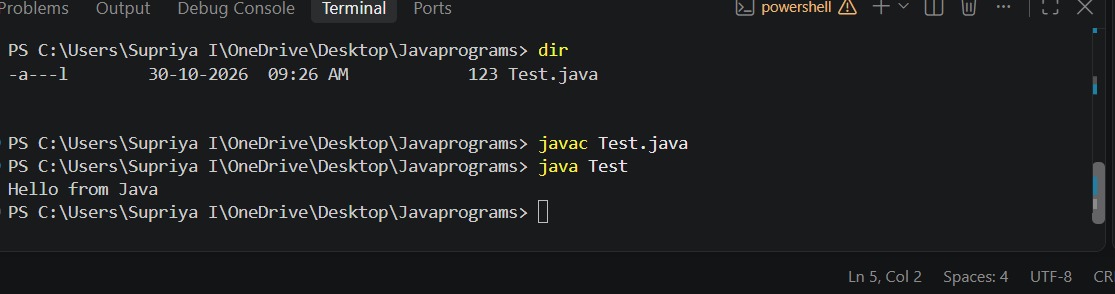 Problems Output Debug Console Terminal Ports powershell
PS C:\Users\Supriya I\OneDrive\Desktop\Javaprograms> dir
-a---l 30-10-2026 09:26 AM 123 Test.java
PS C:\Users\Supriya I\OneDrive\Desktop\Javaprograms> javac Test.java
PS C:\Users\Supriya I\OneDrive\Desktop\Javaprograms> java Test
Hello from Java
PS C:\Users\Supriya I\OneDrive\Desktop\Javaprograms>
Ln 5, Col 2 Spaces: 4 UTF-8 CR